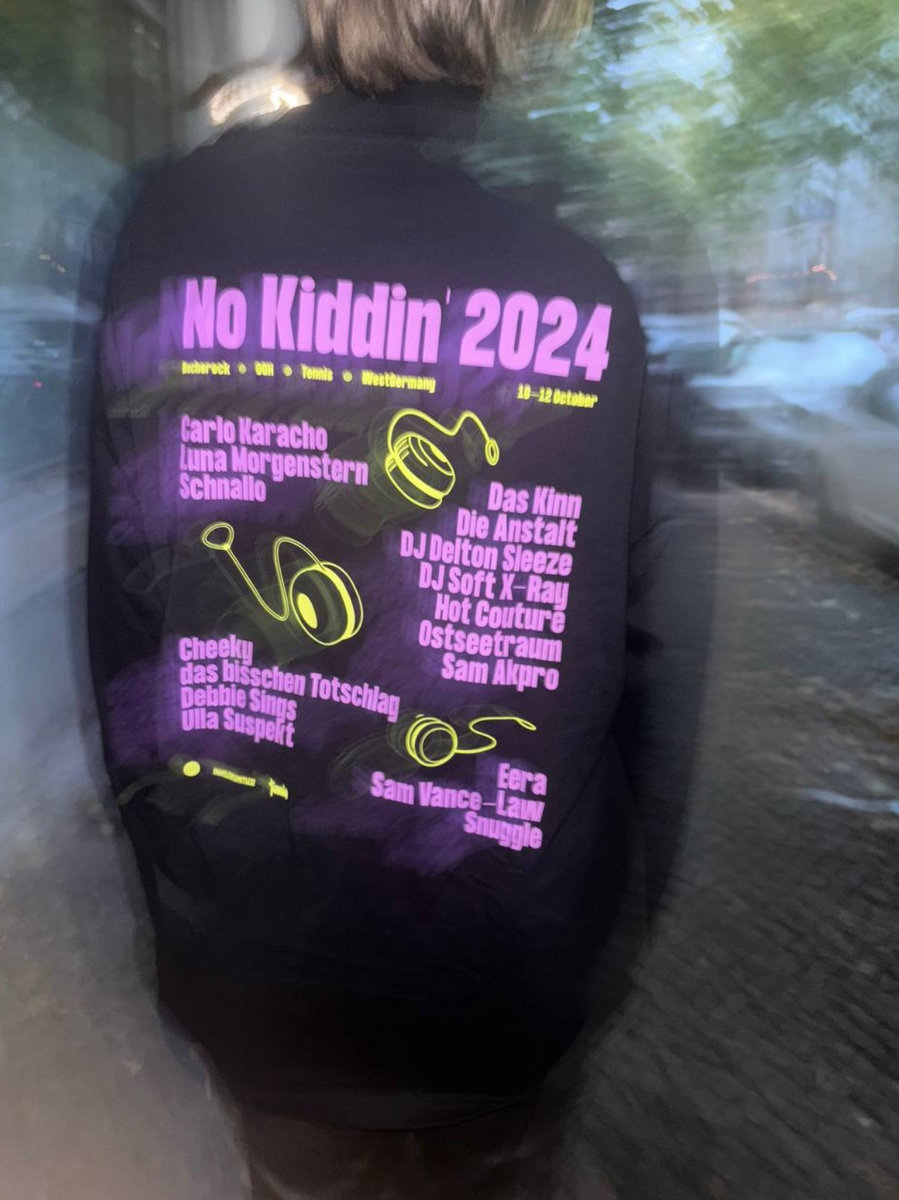 No Kiddin' 2024
Bachureck OOH Tennis WestGermany
10–12 October
Carlo Karacho
Luna Morgenstern
Schnallo
Das Kinn
Die Anstalt
DJ Delton Sleeze
DJ Soft X-Ray
Hot Couture
Ostseetraum
Sam Akpro
Cheeky
das bisschen Totschlag
Debbie Sings
Ulla Suspekt
Eera
Sam Vance-Law
Snuggle